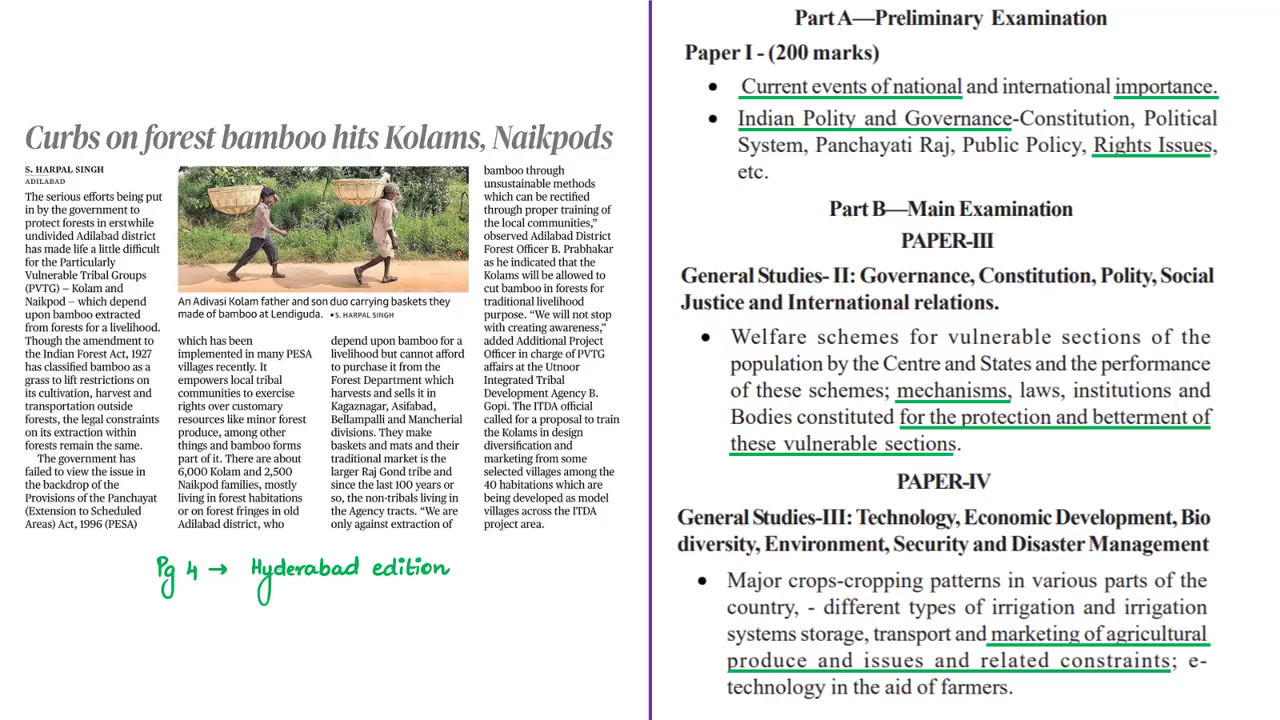 Curbs on forest bamboo hits Kolams, Naikpods
S. HARPAL SINGH
ADILABAD
The serious efforts being put
in by the government to
protect forests in erstwhile
undivided Adilabad district
has made life a little difficult
for the Particularly
Vulnerable Tribal Groups
(PVTG) – Kolam and
Naikpod – which depend
upon bamboo extracted
from forests for a livelihood.
Though the amendment to
the Indian Forest Act, 1927
has classified bamboo as a
grass to lift restrictions on
its cultivation, harvest and
transportation outside
forests, the legal constraints
on its extraction within
forests remain the same.
The government has
failed to view the issue in
the backdrop of the
Provisions of the Panchayat
(Extension to Scheduled
Areas) Act, 1996 (PESA)
An Adivasi Kolam father and son duo carrying baskets they
made of bamboo at Lendiguda. •S. HARPAL SINGH
which has been
implemented in many PESA
villages recently. It
empowers local tribal
communities to exercise
rights over customary
resources like minor forest
produce, among other
things and bamboo forms
part of it. There are about
6,000 Kolam and 2,500
Naikpod families, mostly
living in forest habitations
or on forest fringes in old
Adilabad district, who
depend upon bamboo for a
livelihood but cannot afford
to purchase it from the
Forest Department which
harvests and sells it in
Kagaznagar, Asifabad,
Bellampalli and Mancherial
divisions. They make
baskets and mats and their
traditional market is the
larger Raj Gond tribe and
since the last 100 years or
so, the non-tribals living in
the Agency tracts. “We are
only against extraction of
bamboo through
unsustainable methods
which can be rectified
through proper training of
the local communities,”
observed Adilabad District
Forest Officer B. Prabhakar
as he indicated that the
Kolams will be allowed to
cut bamboo in forests for
traditional livelihood
purpose. “We will not stop
with creating awareness,”
added Additional Project
Officer in charge of PVTG
affairs at the Utnoor
Integrated Tribal
Development Agency B.
Gopi. The ITDA official
called for a proposal to train
the Kolams in design
diversification and
marketing from some
selected villages among the
40 habitations which are
being developed as model
villages across the ITDA
project area.
Pg 4 → Hyderabad edition
Part A—Preliminary Examination
Paper I - (200 marks)
• Current events of national and international importance.
• Indian Polity and Governance-Constitution, Political
System, Panchayati Raj, Public Policy, Rights Issues,
etc.
Part B—Main Examination
PAPER-III
General Studies- II: Governance, Constitution, Polity, Social
Justice and International relations.
• Welfare schemes for vulnerable sections of the
population by the Centre and States and the performance
of these schemes; mechanisms, laws, institutions and
Bodies constituted for the protection and betterment of
these vulnerable sections.
PAPER-IV
General Studies-III: Technology, Economic Development, Bio
diversity, Environment, Security and Disaster Management
• Major crops-cropping patterns in various parts of the
country, - different types of irrigation and irrigation
systems storage, transport and marketing of agricultural
produce and issues and related constraints; e-
technology in the aid of farmers.